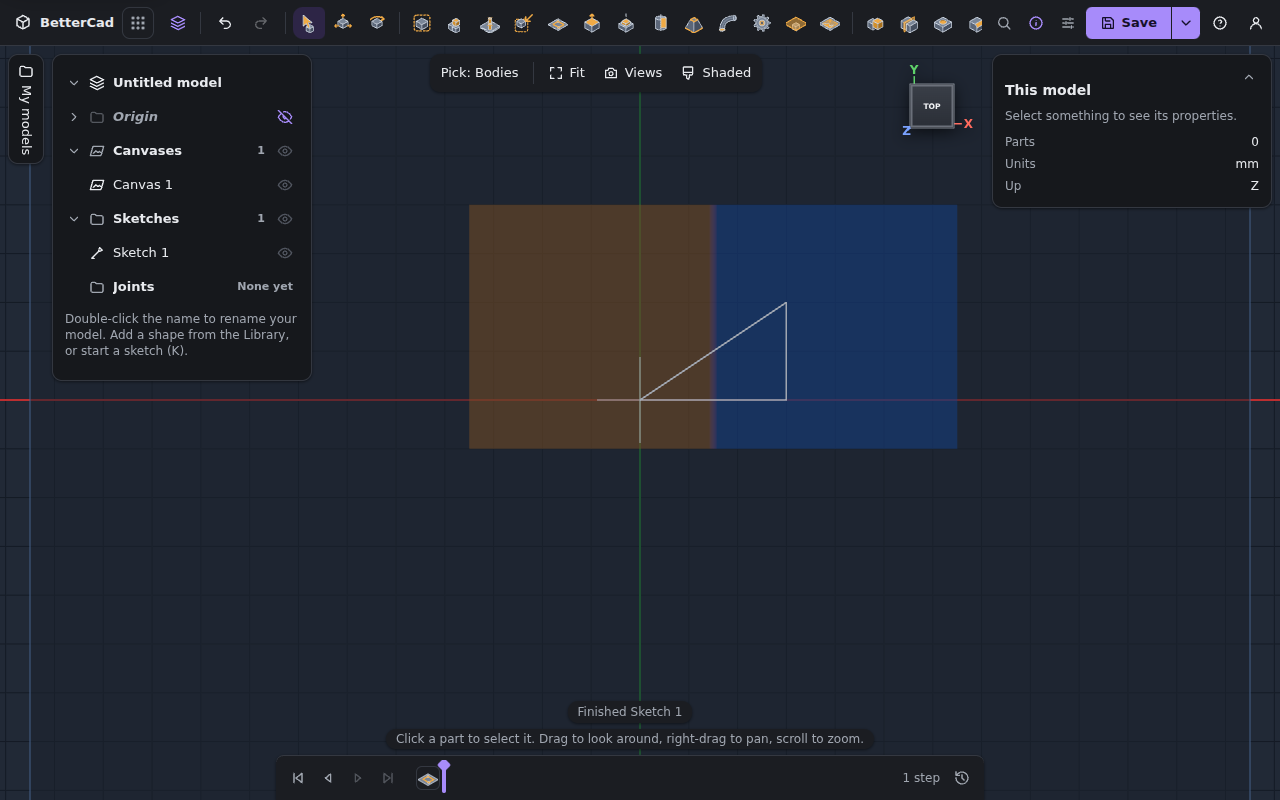 BetterCad
Save
My models
Untitled model
Origin
Canvases 1
Canvas 1
Sketches 1
Sketch 1
Joints None yet
Double-click the name to rename your
model. Add a shape from the Library,
or start a sketch (K).
Pick: Bodies Fit Views Shaded
Y
TOP
Z
X
This model
Select something to see its properties.
Parts 0
Units mm
Up Z
Finished Sketch 1
Click a part to select it. Drag to look around, right-drag to pan, scroll to zoom.
1 step